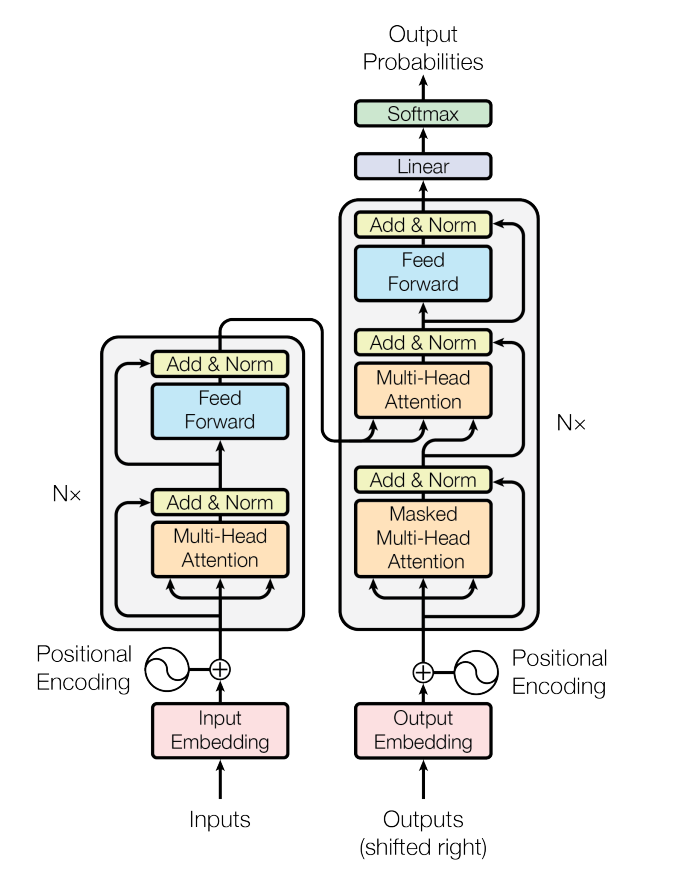 Output
Probabilities
Softmax
Linear
Add & Norm
Feed
Forward
Add & Norm
Multi-Head
Attention
Add & Norm
Masked
Multi-Head
Attention
Nx
Add & Norm
Feed
Forward
Add & Norm
Multi-Head
Attention
Nx
Positional
Encoding
Input
Embedding
Inputs
Positional
Encoding
Output
Embedding
Outputs
(shifted right)